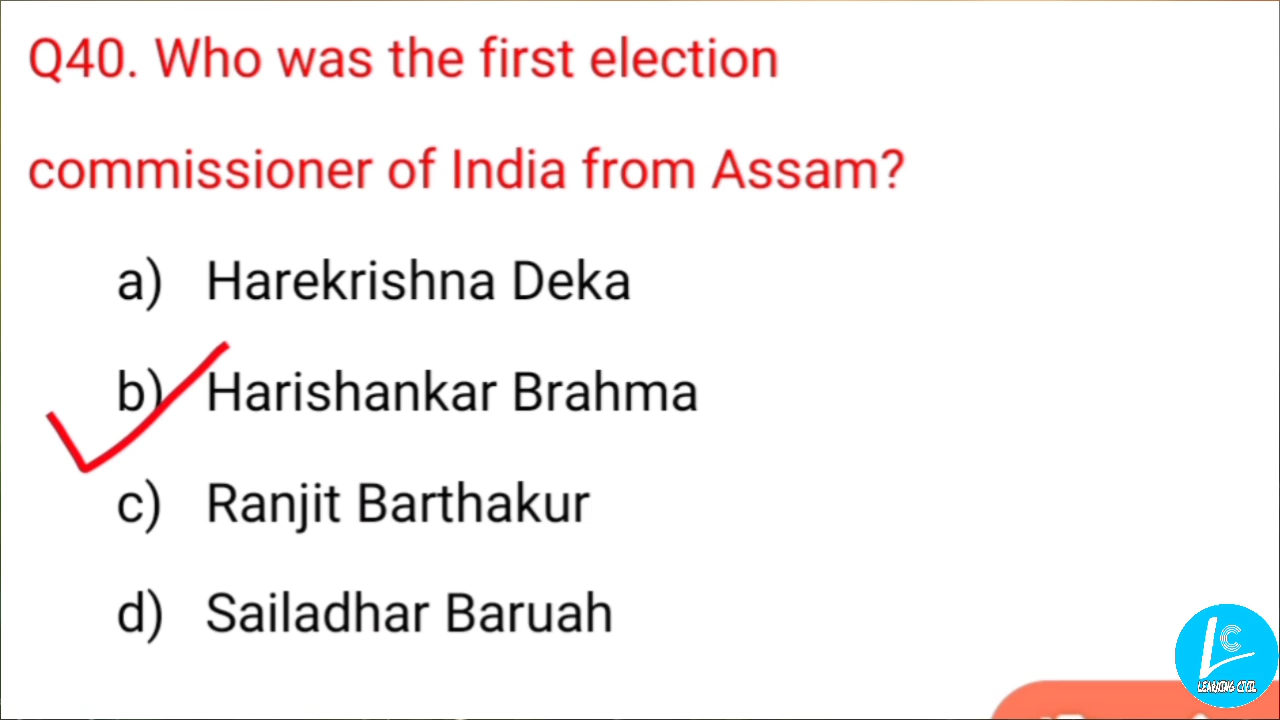 Q40. Who was the first election
commissioner of India from Assam?
a) Harekrishna Deka
b) Harishankar Brahma
c) Ranjit Barthakur
d) Sailadhar Baruah
LC
LEARNING CIVIL